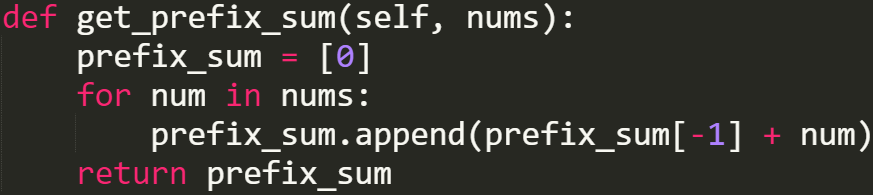 def get_prefix_sum(self, nums):
    prefix_sum = [0]
    for num in nums:
        prefix_sum.append(prefix_sum[-1] + num)
    return prefix_sum